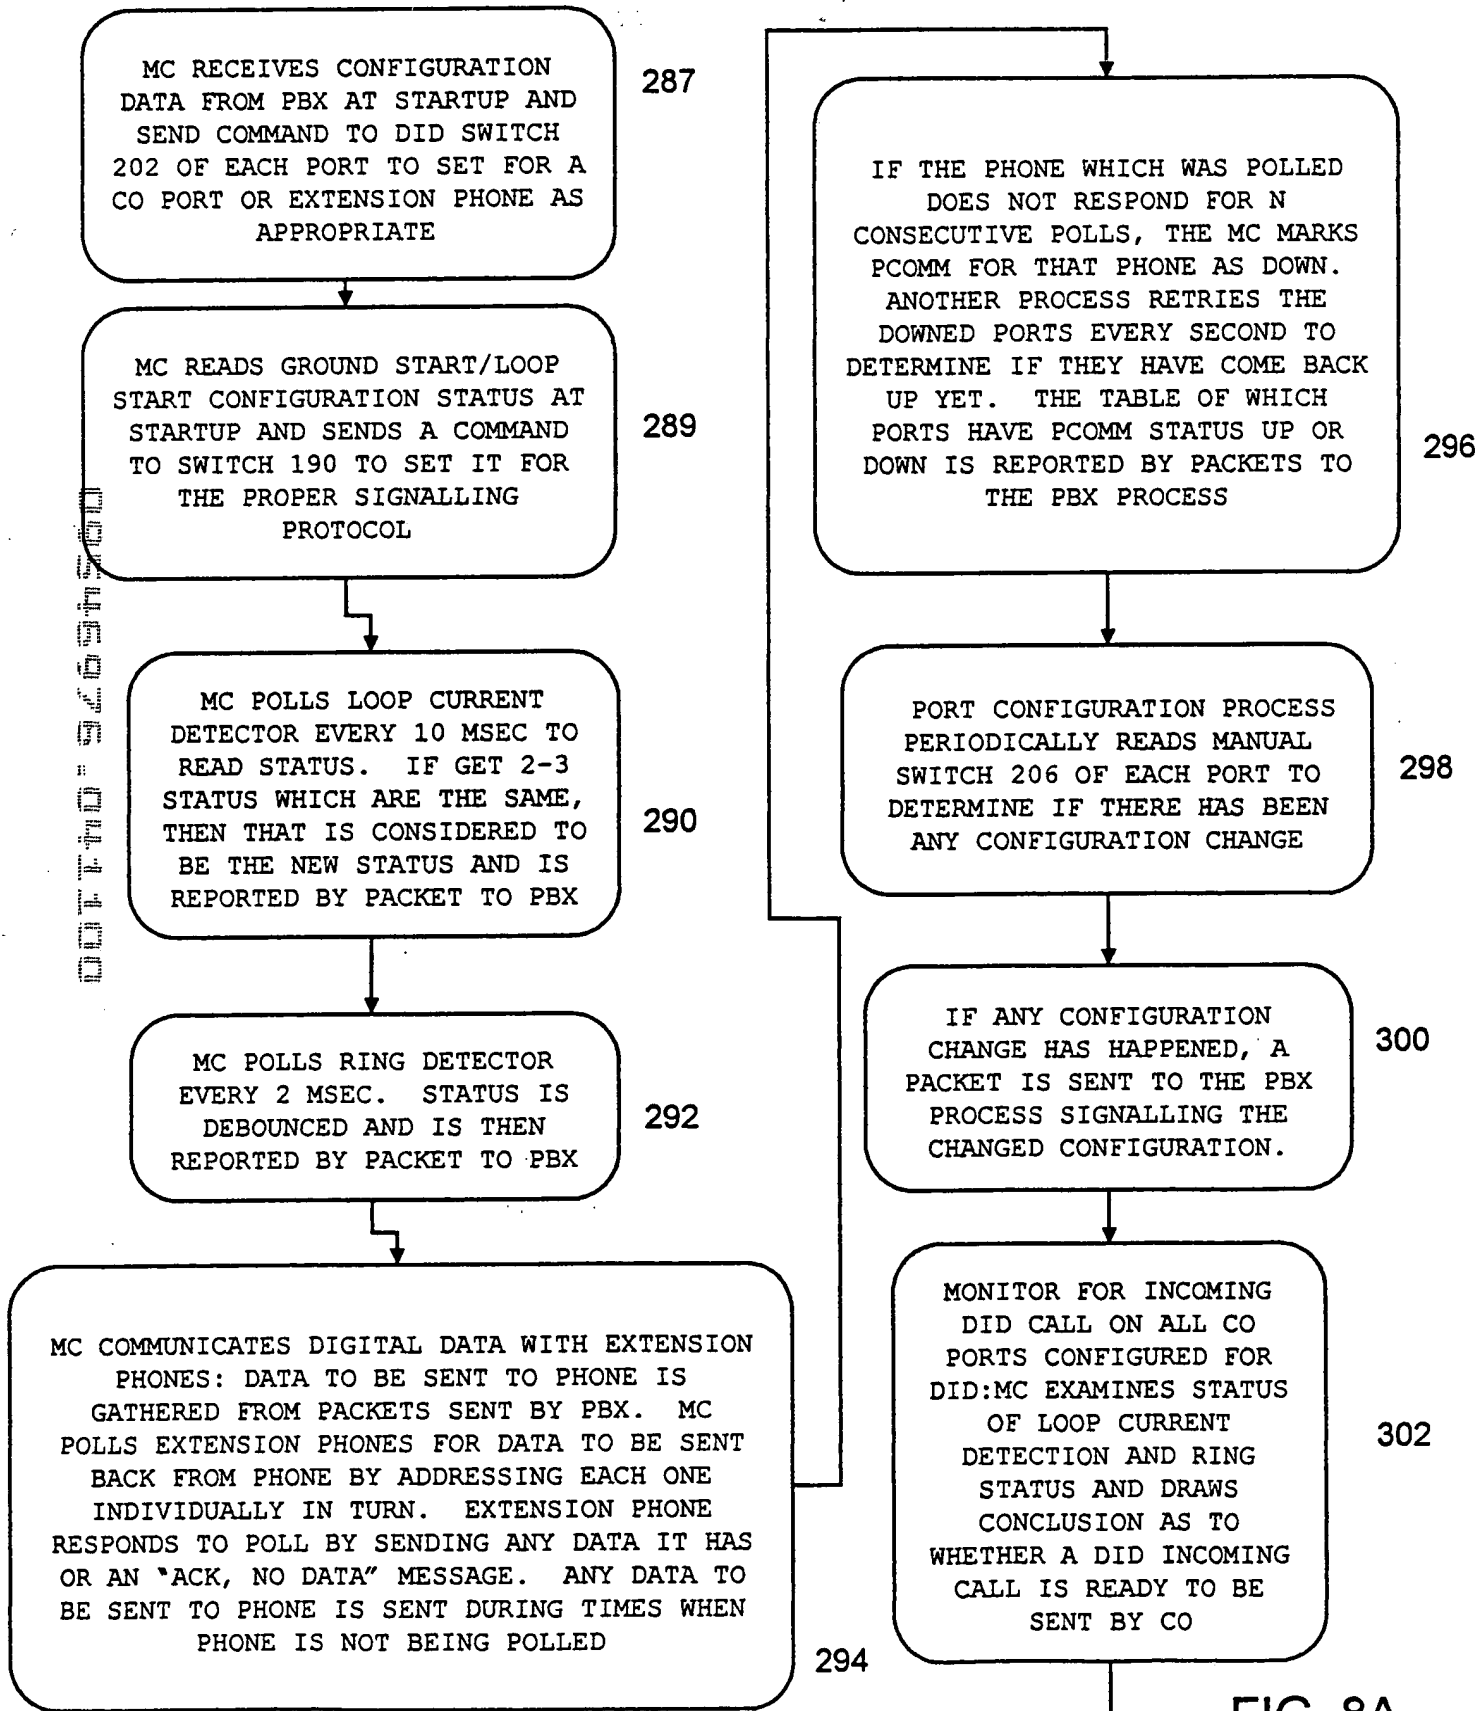 MC RECEIVES CONFIGURATION
DATA FROM PBX AT STARTUP AND
SEND COMMAND TO DID SWITCH
202 OF EACH PORT TO SET FOR A
CO PORT OR EXTENSION PHONE AS
APPROPRIATE
287
MC READS GROUND START/LOOP
START CONFIGURATION STATUS AT
STARTUP AND SENDS A COMMAND
TO SWITCH 190 TO SET IT FOR
THE PROPER SIGNALLING
PROTOCOL
289
MC POLLS LOOP CURRENT
DETECTOR EVERY 10 MSEC TO
READ STATUS. IF GET 2-3
STATUS WHICH ARE THE SAME,
THEN THAT IS CONSIDERED TO
BE THE NEW STATUS AND IS
REPORTED BY PACKET TO PBX
290
MC POLLS RING DETECTOR
EVERY 2 MSEC. STATUS IS
DEBOUNCED AND IS THEN
REPORTED BY PACKET TO PBX
292
MC COMMUNICATES DIGITAL DATA WITH EXTENSION
PHONES: DATA TO BE SENT TO PHONE IS
GATHERED FROM PACKETS SENT BY PBX. MC
POLLS EXTENSION PHONES FOR DATA TO BE SENT
BACK FROM PHONE BY ADDRESSING EACH ONE
INDIVIDUALLY IN TURN. EXTENSION PHONE
RESPONDS TO POLL BY SENDING ANY DATA IT HAS
OR AN "ACK, NO DATA" MESSAGE. ANY DATA TO
BE SENT TO PHONE IS SENT DURING TIMES WHEN
PHONE IS NOT BEING POLLED
294
IF THE PHONE WHICH WAS POLLED
DOES NOT RESPOND FOR N
CONSECUTIVE POLLS, THE MC MARKS
PCOMM FOR THAT PHONE AS DOWN.
ANOTHER PROCESS RETRIES THE
DOWNED PORTS EVERY SECOND TO
DETERMINE IF THEY HAVE COME BACK
UP YET. THE TABLE OF WHICH
PORTS HAVE PCOMM STATUS UP OR
DOWN IS REPORTED BY PACKETS TO
THE PBX PROCESS
296
PORT CONFIGURATION PROCESS
PERIODICALLY READS MANUAL
SWITCH 206 OF EACH PORT TO
DETERMINE IF THERE HAS BEEN
ANY CONFIGURATION CHANGE
298
IF ANY CONFIGURATION
CHANGE HAS HAPPENED, A
PACKET IS SENT TO THE PBX
PROCESS SIGNALLING THE
CHANGED CONFIGURATION.
300
MONITOR FOR INCOMING
DID CALL ON ALL CO
PORTS CONFIGURED FOR
DID:MC EXAMINES STATUS
OF LOOP CURRENT
DETECTION AND RING
STATUS AND DRAWS
CONCLUSION AS TO
WHETHER A DID INCOMING
CALL IS READY TO BE
SENT BY CO
302
FIG. 8A
09546976.041100